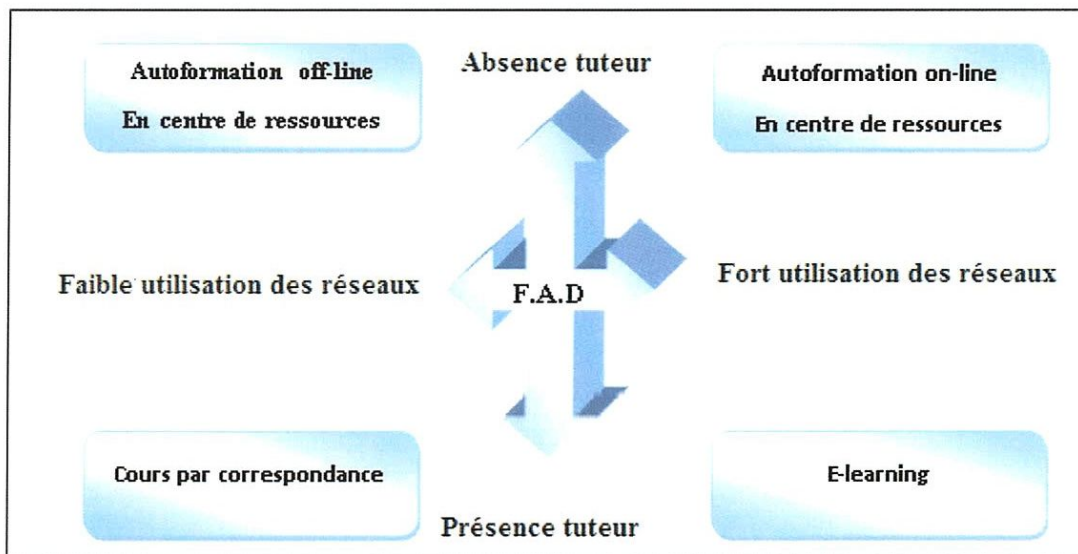 Autoformation off-line
En centre de ressources
Absence tuteur
Autoformation on-line
En centre de ressources
Faible utilisation des réseaux
F.A.D
Fort utilisation des réseaux
Cours par correspondance
Présence tuteur
E-learning